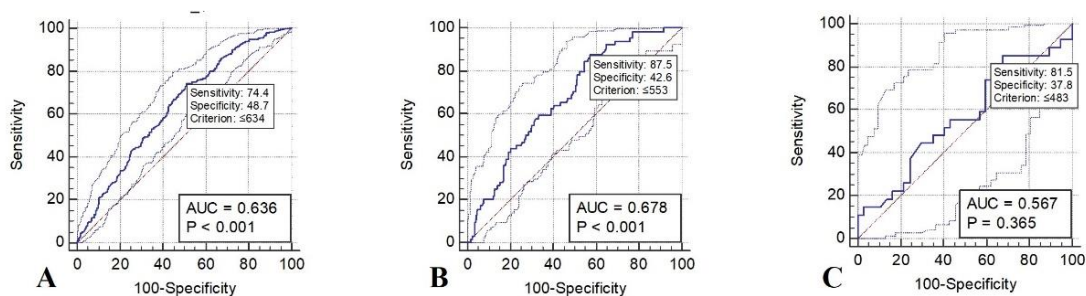 100
80
60
40
20
0
Sensitivity
Sensitivity: 74.4
Specificity: 48.7
Criterion: ≤634
AUC = 0.636
P < 0.001
0 20 40 60 80 100
100-Specificity
A
100
80
60
40
20
0
Sensitivity
Sensitivity: 87.5
Specificity: 42.6
Criterion: ≤553
AUC = 0.678
P < 0.001
0 20 40 60 80 100
100-Specificity
B
100
80
60
40
20
0
Sensitivity
Sensitivity: 81.5
Specificity: 37.8
Criterion: ≤483
AUC = 0.567
P = 0.365
0 20 40 60 80 100
100-Specificity
C